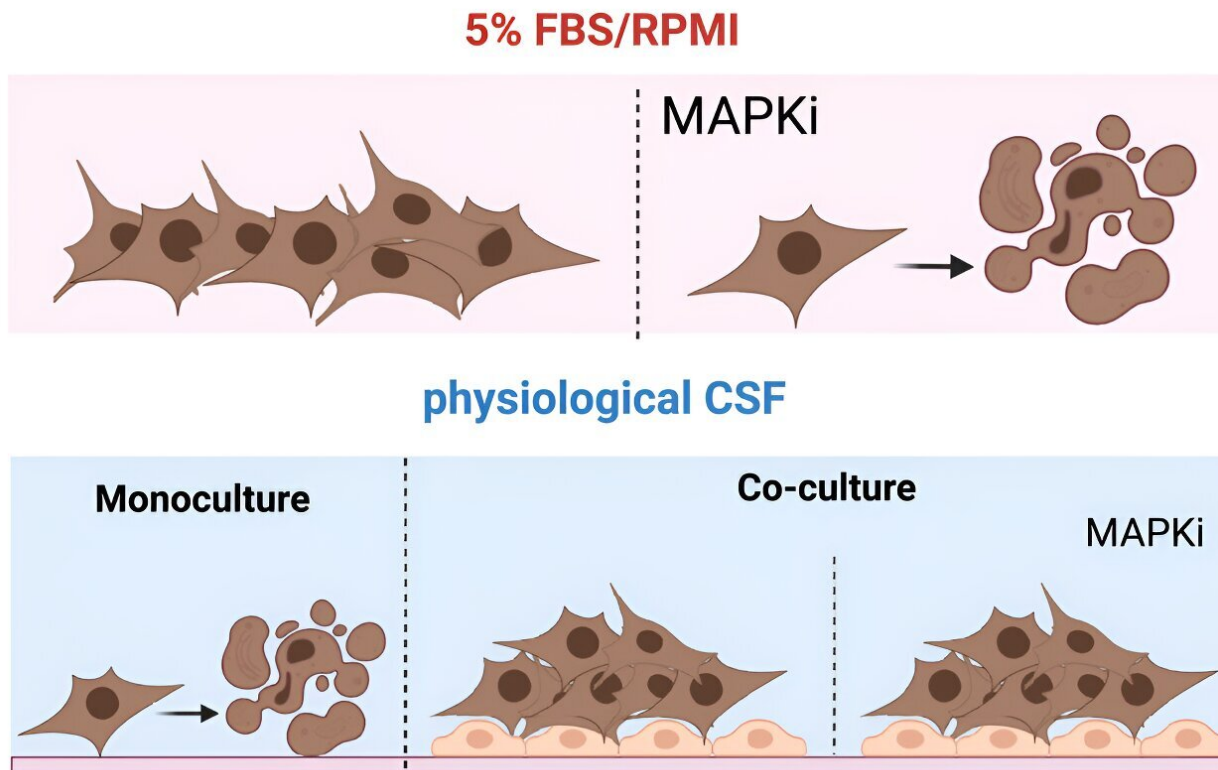 5% FBS/RPMI
MAPKi
physiological CSF
Monoculture
Co-culture
MAPKi